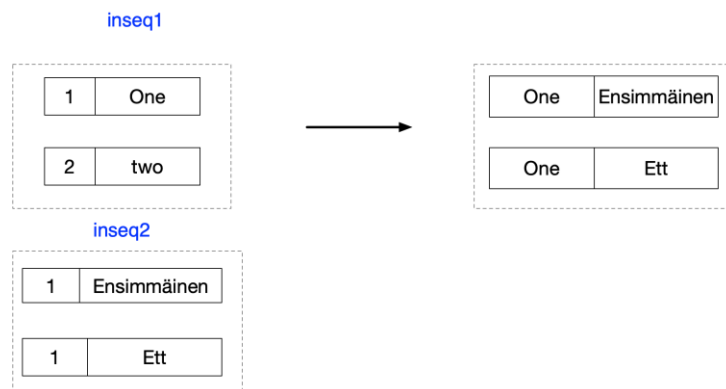 inseq1
1 One
2 two
inseq2
1 Ensimmäinen
1 Ett
One Ensimmäinen
One Ett